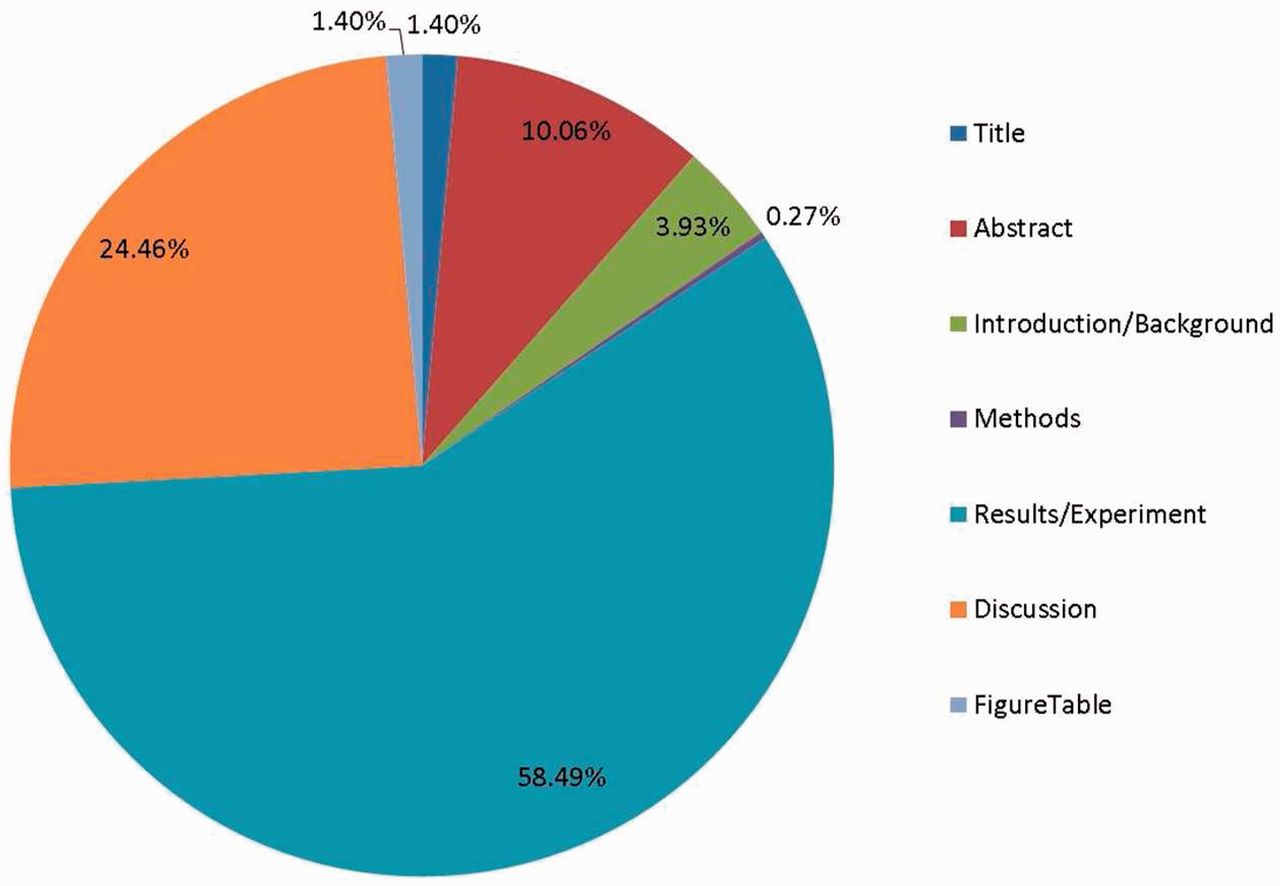 1.40% 1.40%
10.06%
3.93%
0.27%
24.46%
58.49%
Title
Abstract
Introduction/Background
Methods
Results/Experiment
Discussion
FigureTable